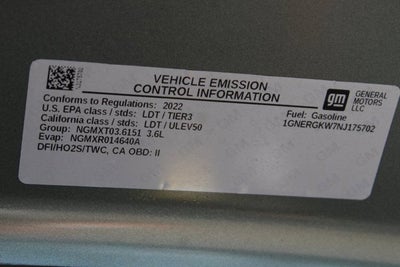 VEHICLE EMISSION
CONTROL INFORMATION
Conforms to Regulations: 2022
U.S. EPA class / stds: LDT / TIER3
California class / stds: LDT / ULEV50
Group: NGMXT03.6151 3.6L
Evap: NGMXR014640A
DFI/HO2S/TWC, CA OBD: II
gm
GENERAL
MOTORS
LLC
Fuel: Gasoline
1GNERGKW7NJ175702